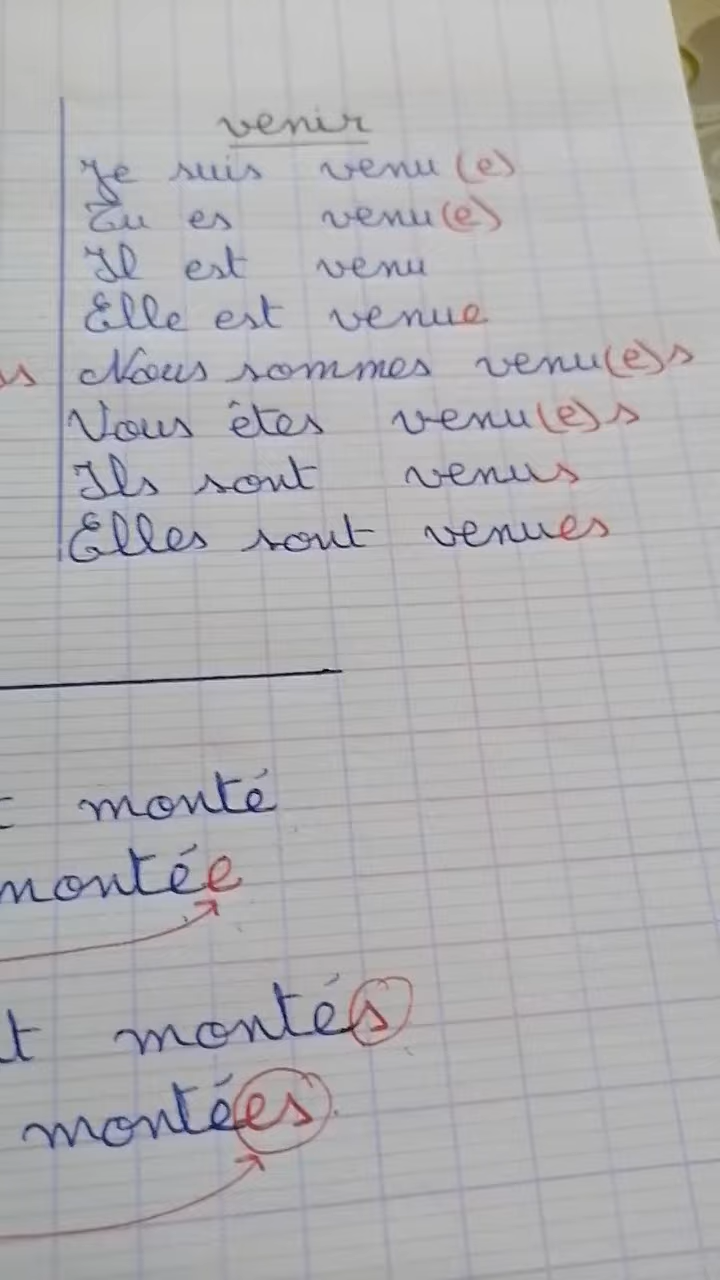 venir
Je suis venu(e)
Tu es venu(e)
Il est venu
Elle est venue
Nous sommes venu(e)s
Vous êtes venu(e)s
Ils sont venus
Elles sont venues
monté
montée
t montés
montées